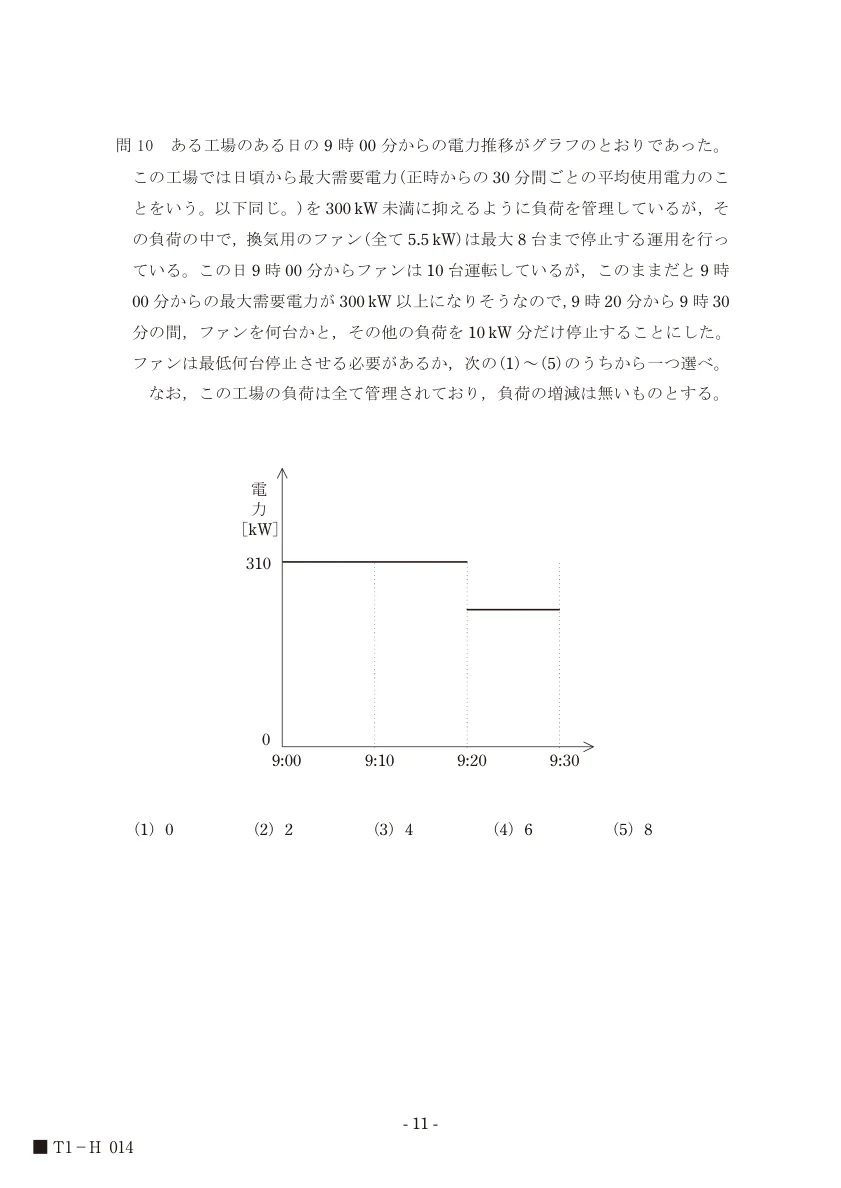 問 10　ある工場のある日の 9 時 00 分からの電力推移がグラフのとおりであった。
この工場では日頃から最大需要電力(正時からの 30 分間ごとの平均使用電力のこ
とをいう。以下同じ。)を 300 kW 未満に抑えるように負荷を管理しているが，そ
の負荷の中で，換気用のファン(全て 5.5 kW)は最大 8 台まで停止する運用を行っ
ている。この日 9 時 00 分からファンは 10 台運転しているが，このままだと 9 時
00 分からの最大需要電力が 300 kW 以上になりそうなので，9 時 20 分から 9 時 30
分の間，ファンを何台かと，その他の負荷を 10 kW 分だけ停止することにした。
ファンは最低何台停止させる必要があるか，次の(1)～(5)のうちから一つ選べ。
なお，この工場の負荷は全て管理されており，負荷の増減は無いものとする。
電
力
[kW]
310
0
9:00 9:10 9:20 9:30
(1) 0 (2) 2 (3) 4 (4) 6 (5) 8
- 11 -
■ T1－H 014